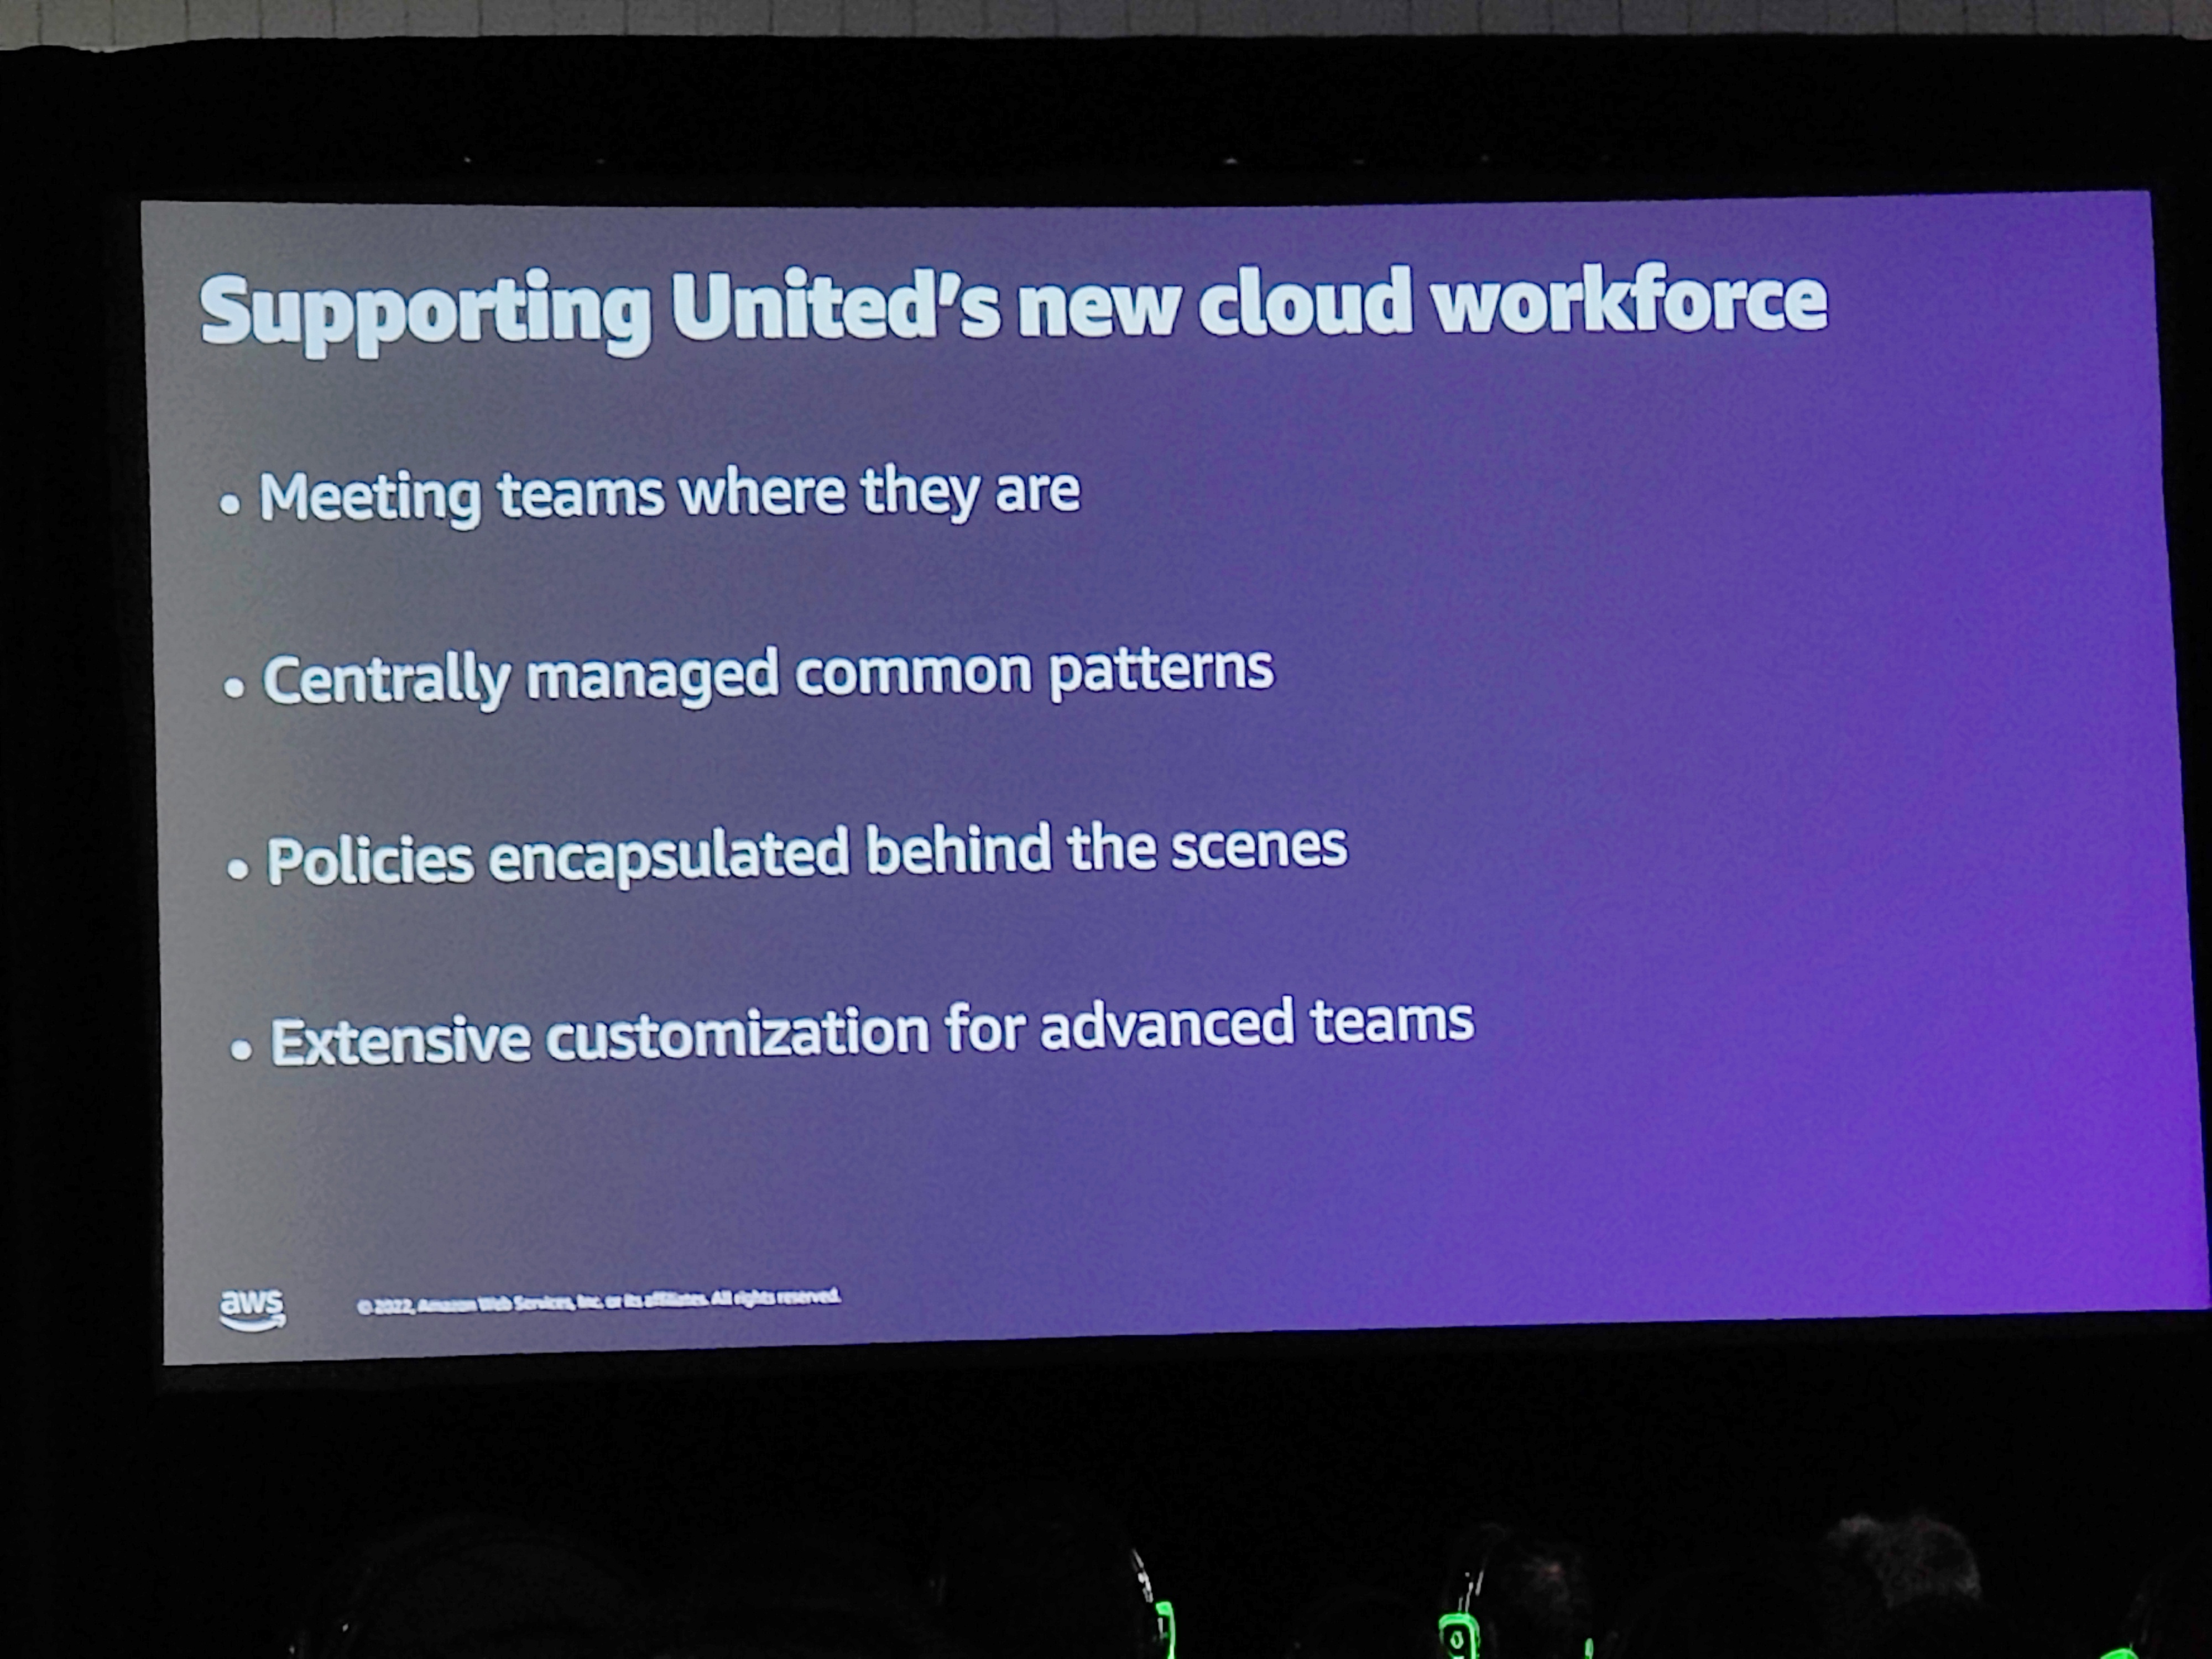 Supporting United's new cloud workforce
• Meeting teams where they are
• Centrally managed common patterns
• Policies encapsulated behind the scenes
• Extensive customization for advanced teams
aws
© 2022, Amazon Web Services, Inc. or its affiliates. All rights reserved.